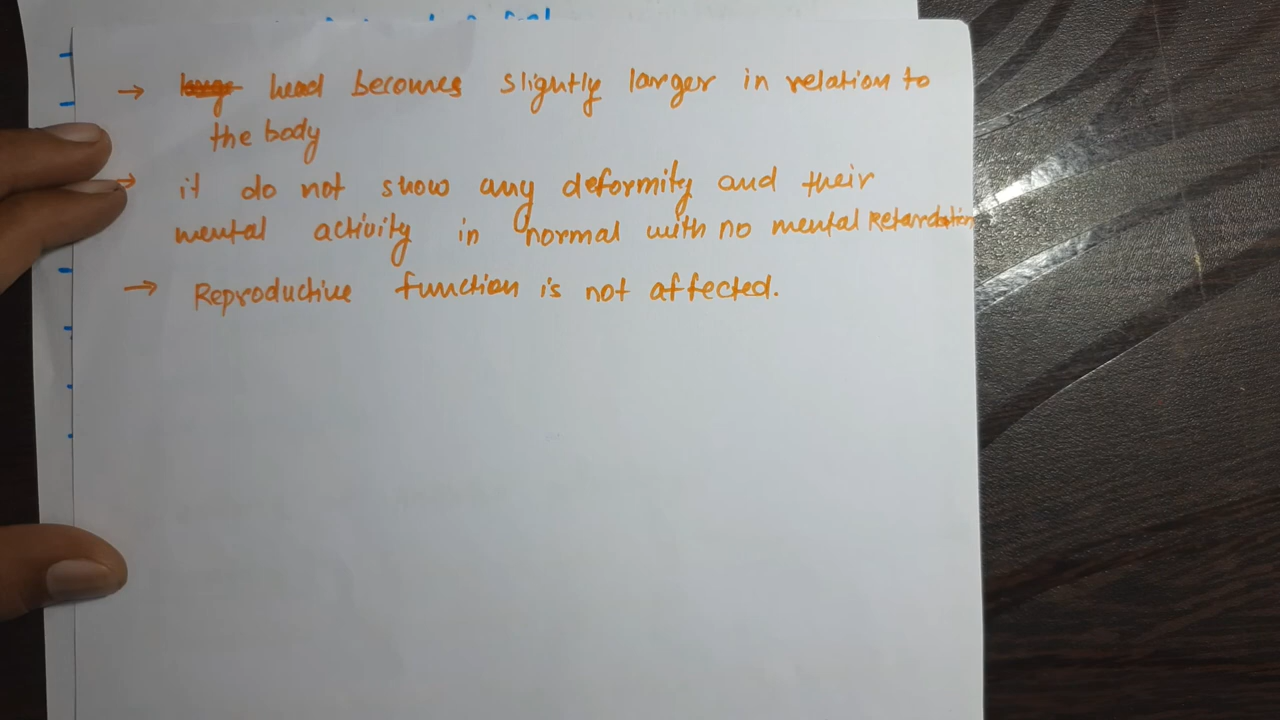 → head becomes slightly larger in relation to
the body
→ it do not show any deformity and their
mental activity in normal with no mental Retardation
→ Reproductive function is not affected.